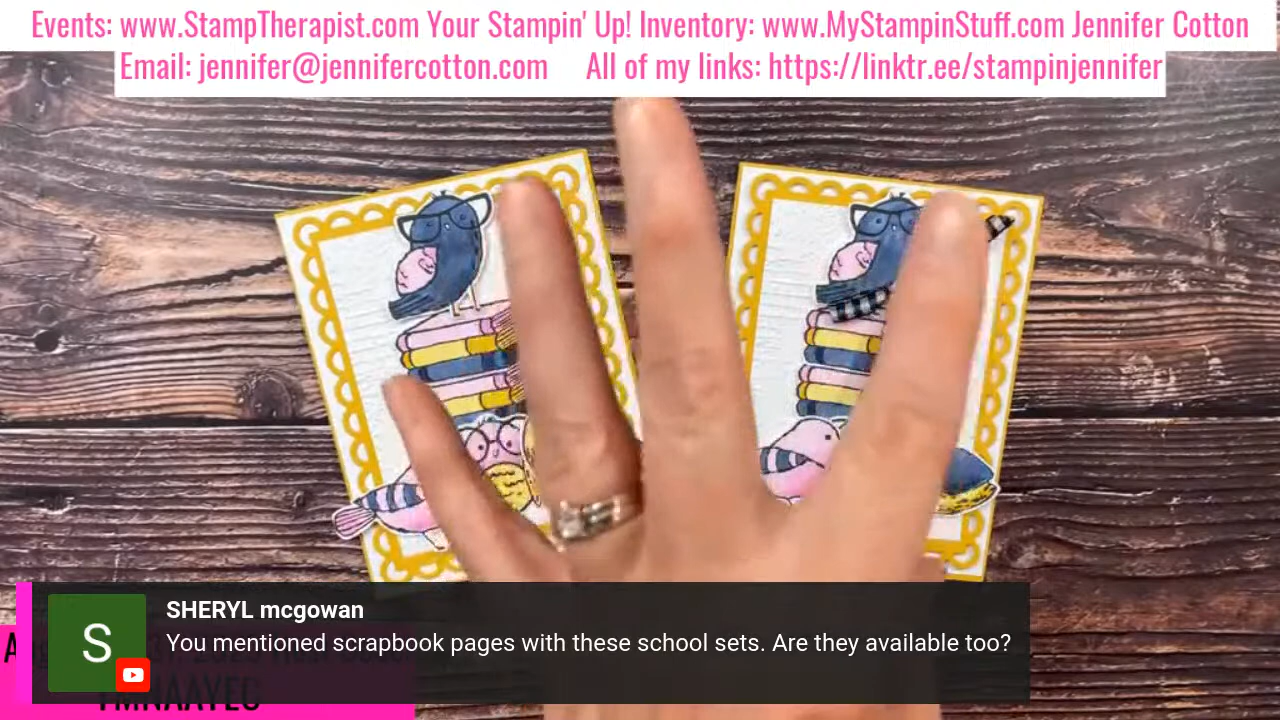 Events: www.StampTherapist.com Your Stampin' Up! Inventory: www.MyStampinStuff.com Jennifer Cotton
Email: jennifer@jennifercotton.com All of my links: https://linktr.ee/stampinjennifer
S
SHERYL mcgowan
You mentioned scrapbook pages with these school sets. Are they available too?